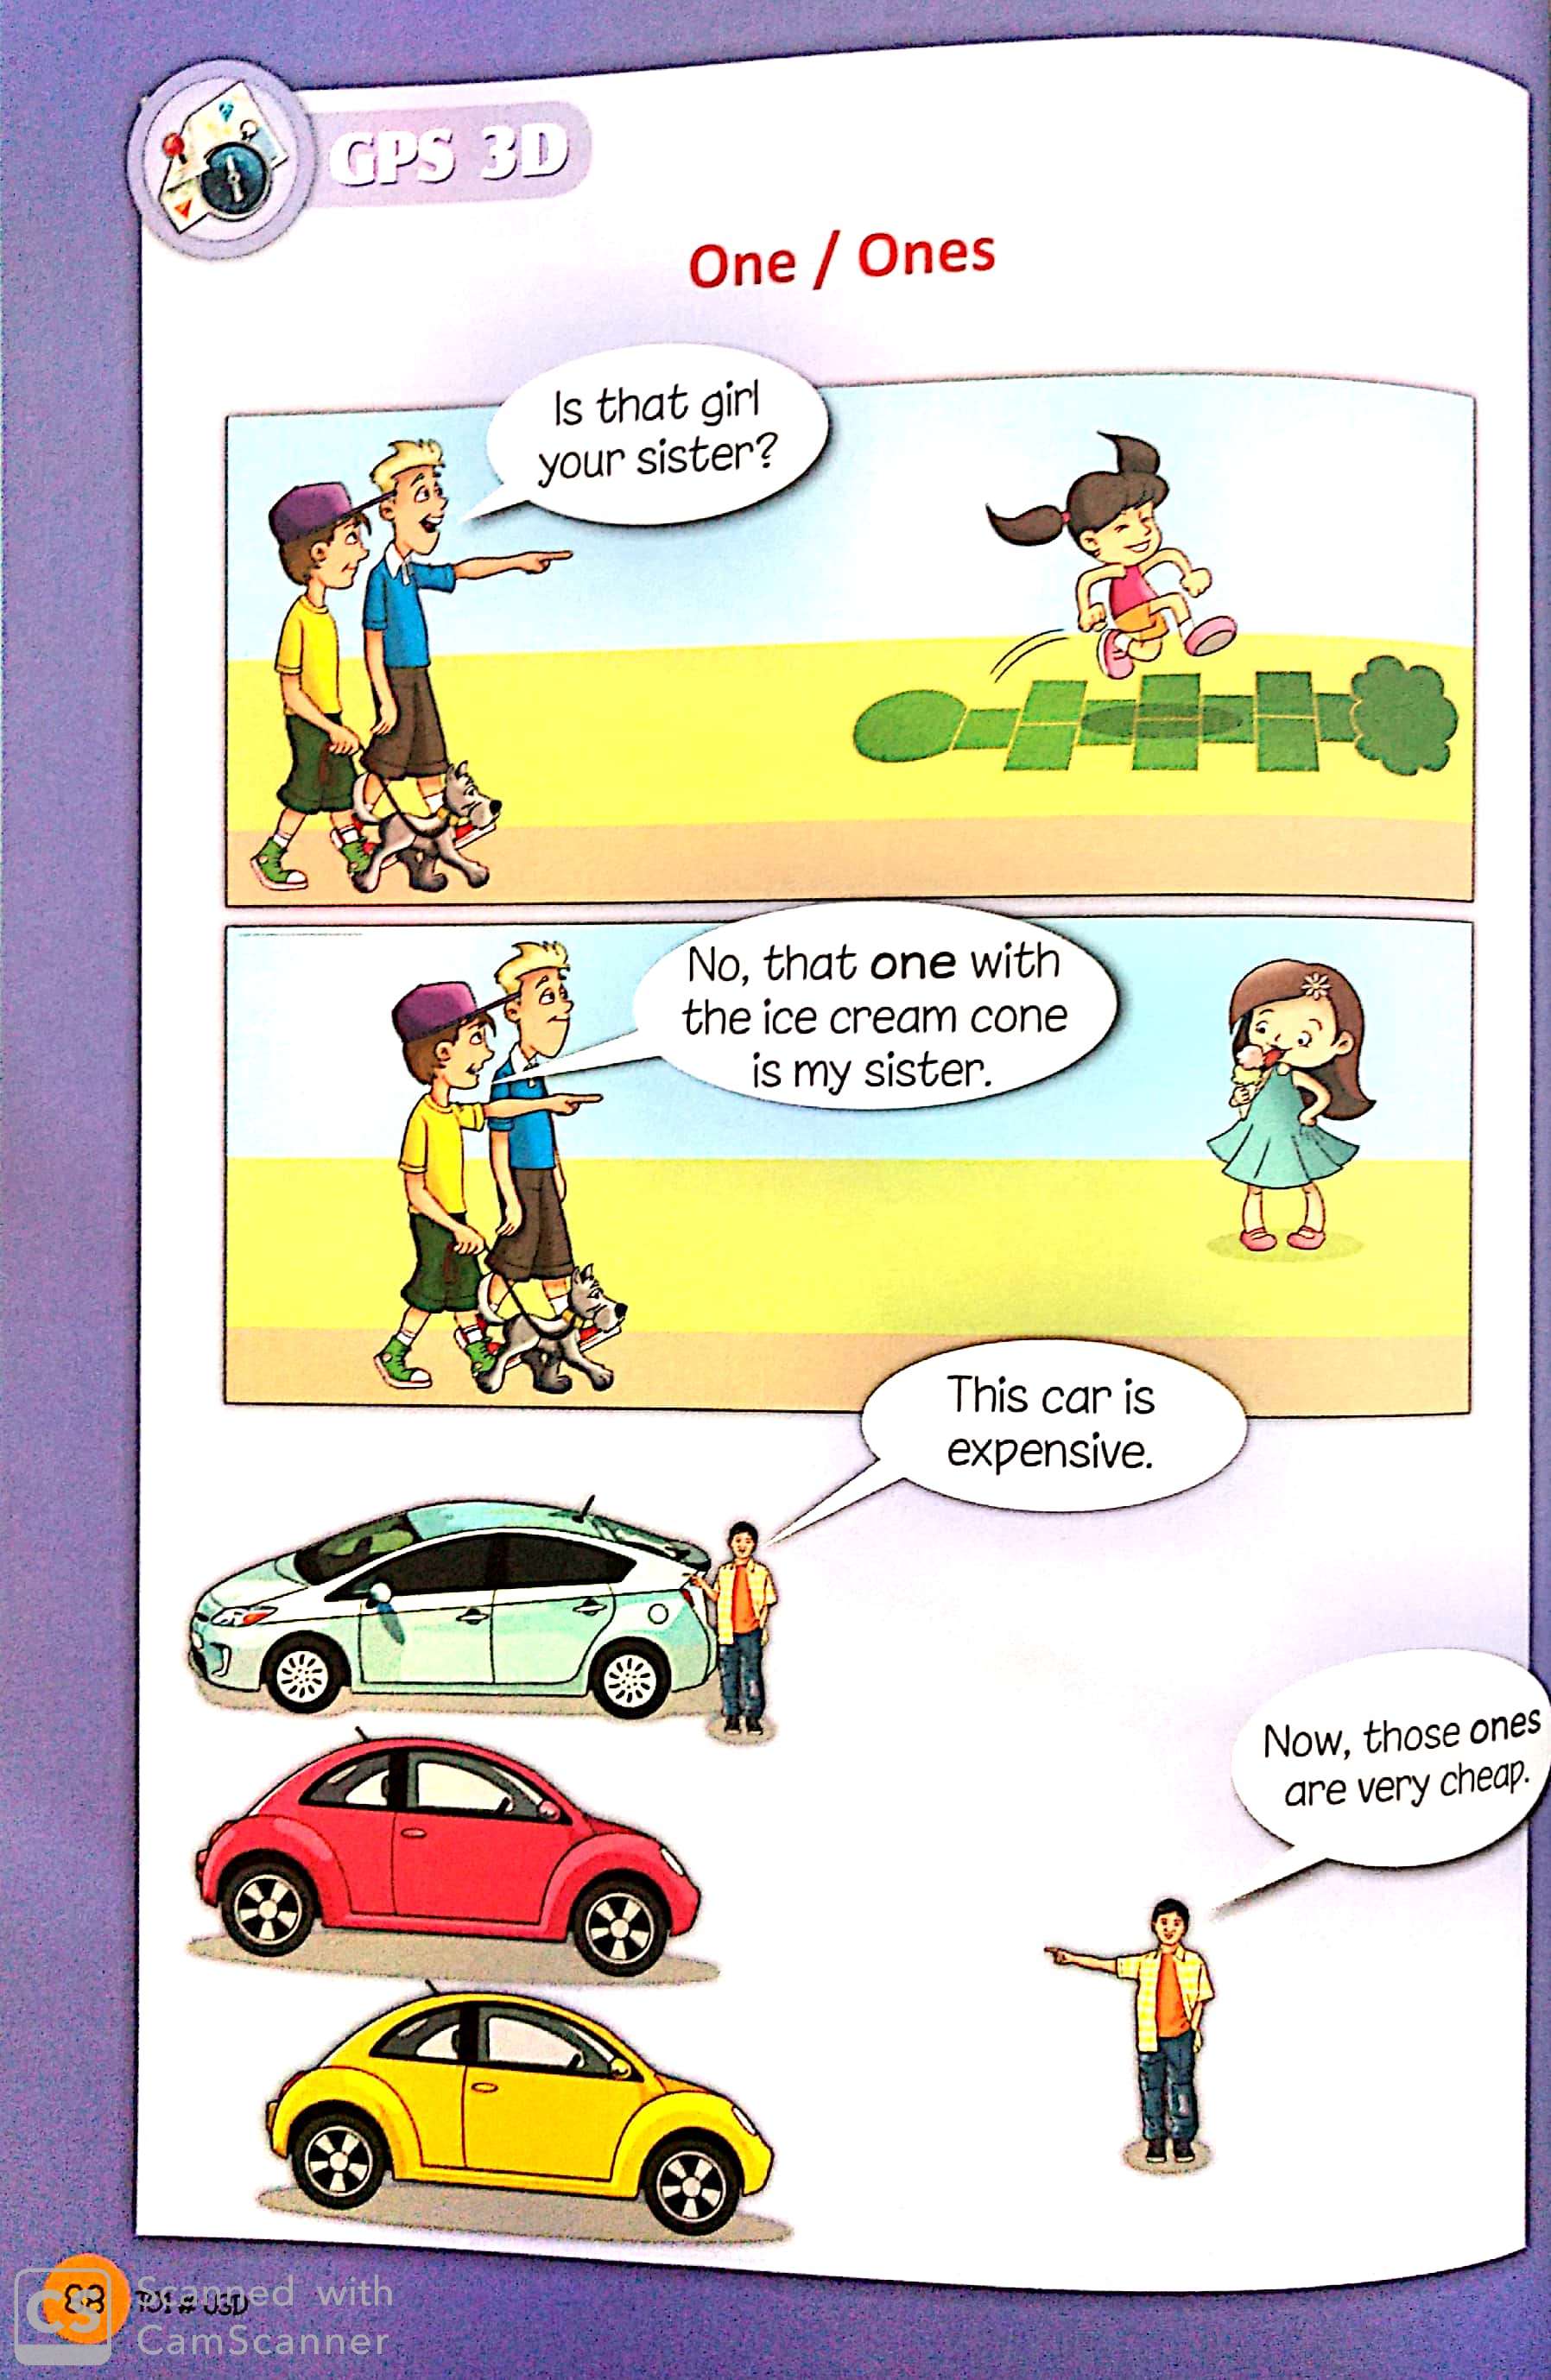 GPS 3D
One / Ones
Is that girl
your sister?
No, that one with
the ice cream cone
is my sister.
This car is
expensive.
Now, those ones
are very cheap.
Scanned with
CS
CamScanner